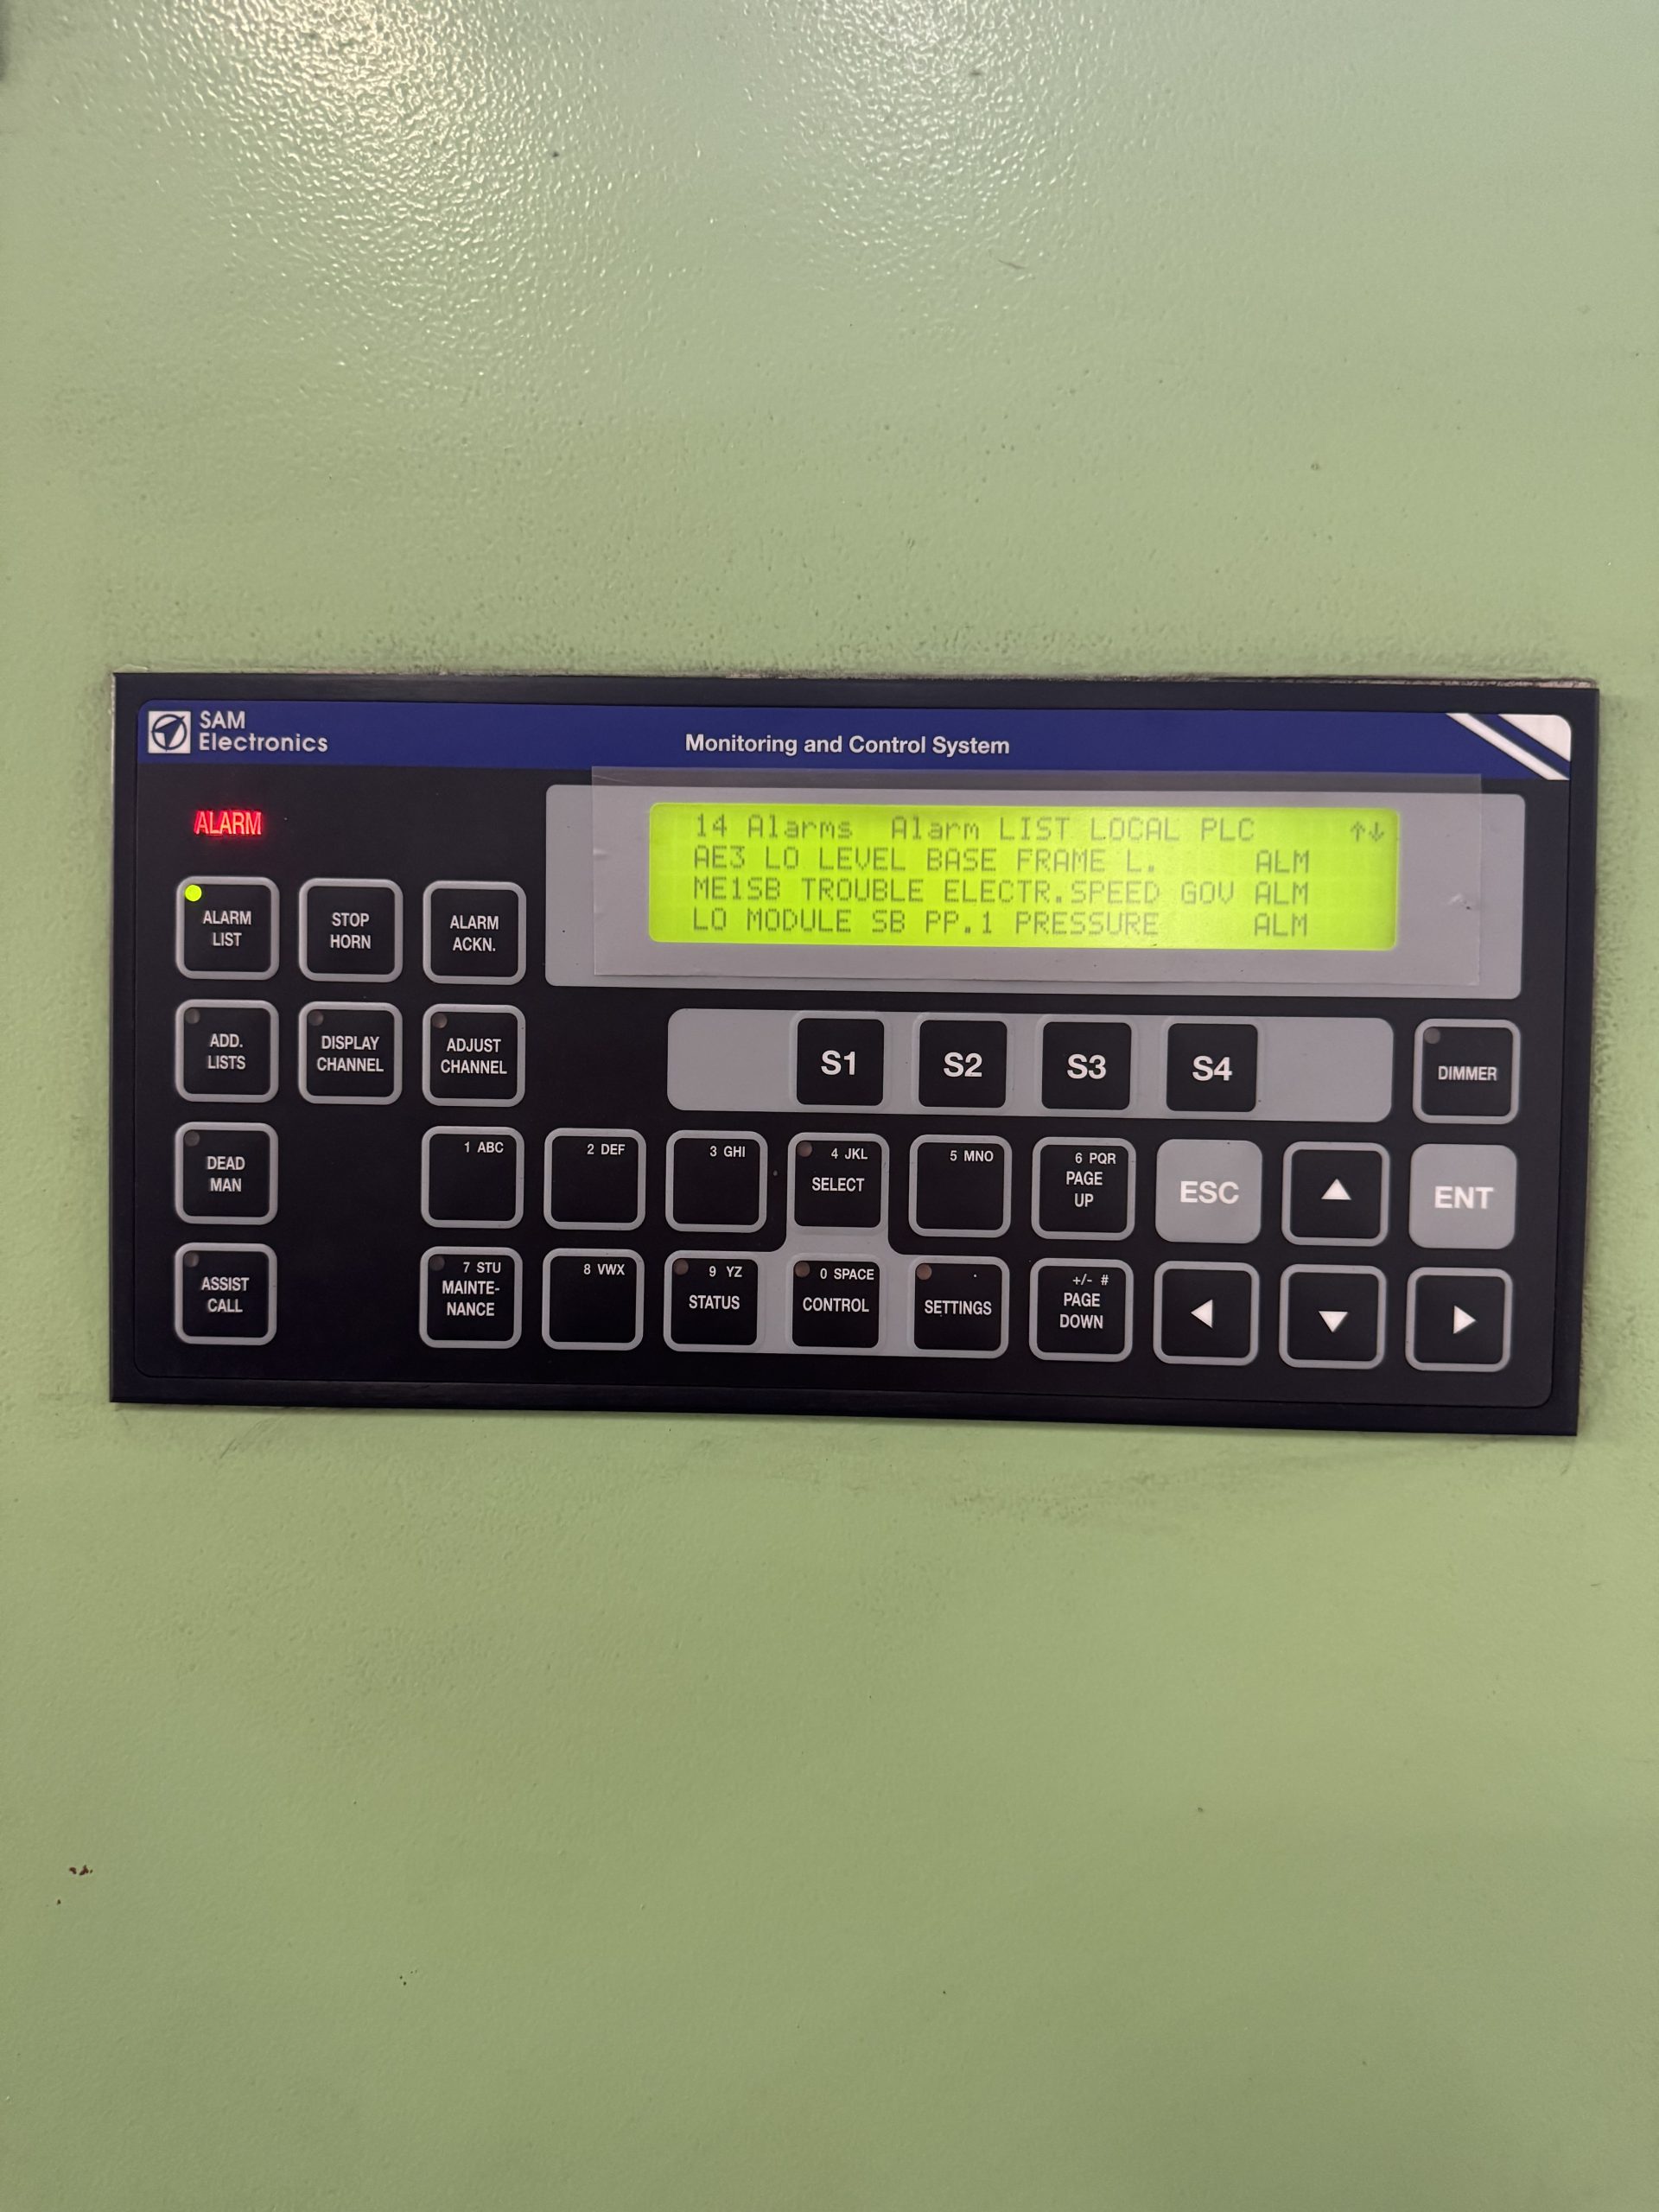 SAM
Electronics
Monitoring and Control System
ALARM
14 Alarms Alarm LIST LOCAL PLC ↑↓
AE3 LO LEVEL BASE FRAME L. ALM
ME1SB TROUBLE ELECTR.SPEED GOV ALM
LO MODULE SB PP.1 PRESSURE ALM
ALARM
LIST
STOP
HORN
ALARM
ACKN.
ADD.
LISTS
DISPLAY
CHANNEL
ADJUST
CHANNEL
S1 S2 S3 S4
DIMMER
DEAD
MAN
1 ABC
2 DEF
3 GHI
4 JKL
SELECT
5 MNO
6 PQR
PAGE
UP
ESC
▲
ENT
ASSIST
CALL
7 STU
MAINTE-
NANCE
8 VWX
9 YZ
STATUS
0 SPACE
CONTROL
.
SETTINGS
+/- #
PAGE
DOWN
◀
▼
▶